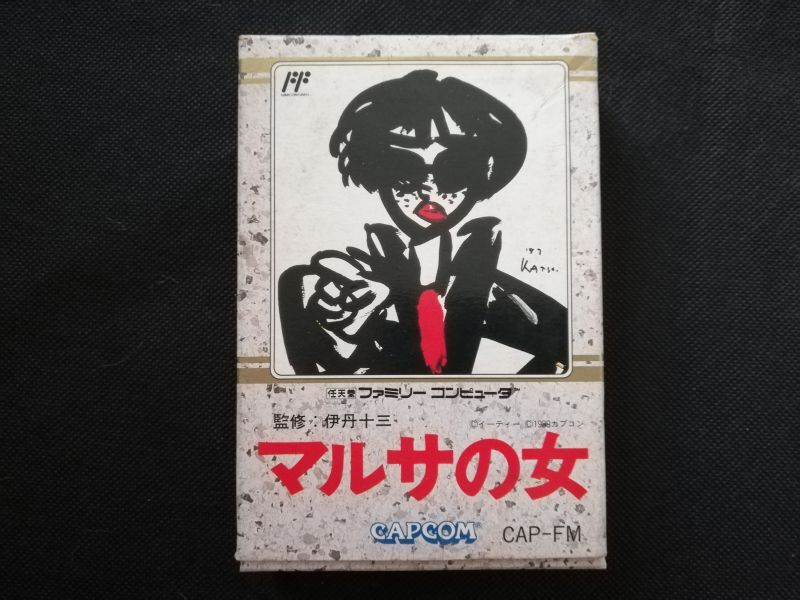 '87
KATSU.
任天堂 ファミリー コンピュータ
監修:伊丹十三
©イーティー ©1989カプコン
マルサの女
CAPCOM CAP-FM